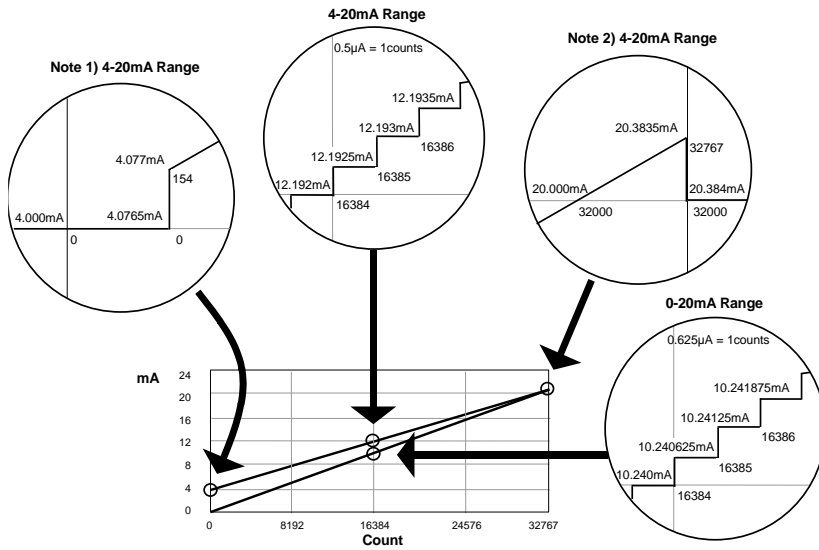 4-20mA Range
0.5µA = 1counts
12.1935mA
12.193mA
16386
12.1925mA
16385
12.192mA
16384
Note 1) 4-20mA Range
4.077mA
154
4.000mA
4.0765mA
0
0
Note 2) 4-20mA Range
20.3835mA
32767
20.000mA
20.384mA
32000
32000
0-20mA Range
0.625µA = 1counts
10.241875mA
10.24125mA
16386
10.240625mA
16385
10.240mA
16384
mA
24
20
16
12
8
4
0
0
8192
16384
24576
32767
Count